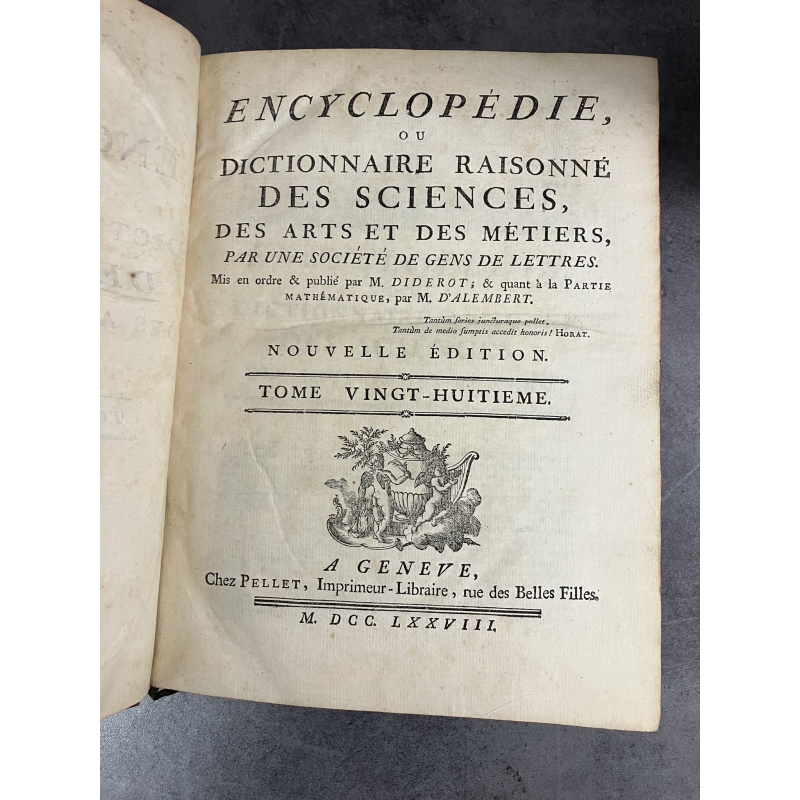 ENCYCLOPÉDIE,
OU
DICTIONNAIRE RAISONNÉ
DES SCIENCES,
DES ARTS ET DES MÉTIERS,
PAR UNE SOCIÉTÉ DE GENS DE LETTRES.
Mis en ordre & publié par M. DIDEROT; & quant à la PARTIE
MATHÉMATIQUE, par M. D'ALEMBERT.
Tantùm ſeries juncturaque pollet,
Tantùm de medio ſumptis accedit honoris! HORAT.
NOUVELLE ÉDITION.
TOME VINGT-HUITIEME.
A GENEVE,
Chez PELLET, Imprimeur-Libraire, rue des Belles Filles.
M. DCC. LXXVIII.